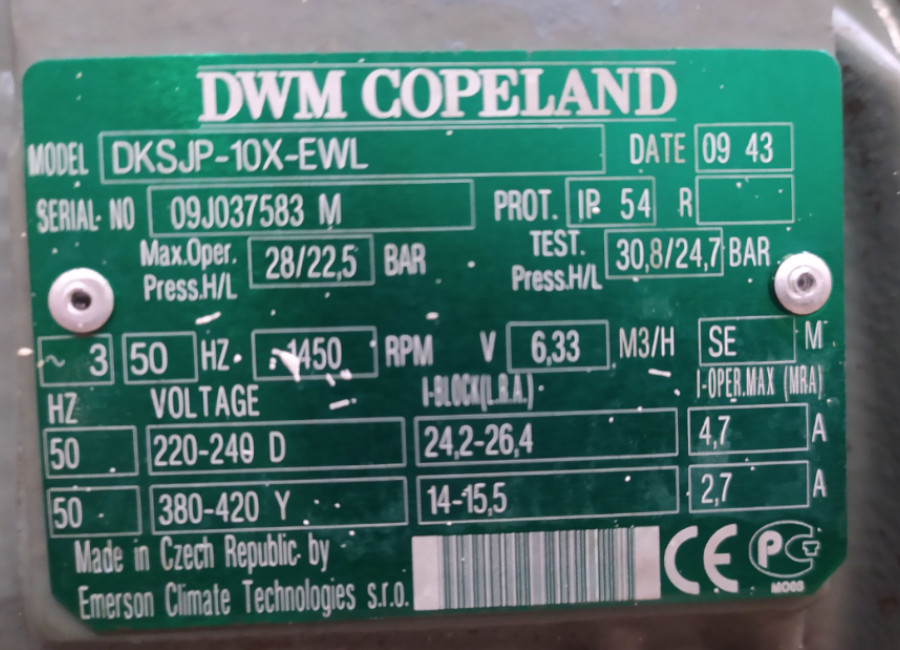 DWM COPELAND
MODEL DKSJP-10X-EWL DATE 09 43
SERIAL NO 09J037583 M PROT. IP 54 R
Max.Oper. Press.H/L 28/22,5 BAR TEST. Press.H/L 30,8/24,7 BAR
~ 3 50 HZ 1450 RPM V 6,33 M3/H SE M
HZ VOLTAGE I-BLOCK(L.R.A.) I-OPER.MAX (MRA)
50 220-240 D 24,2-26,4 4,7 A
50 380-420 Y 14-15,5 2,7 A
Made in Czech Republic by
Emerson Climate Technologies s.r.o.
CE